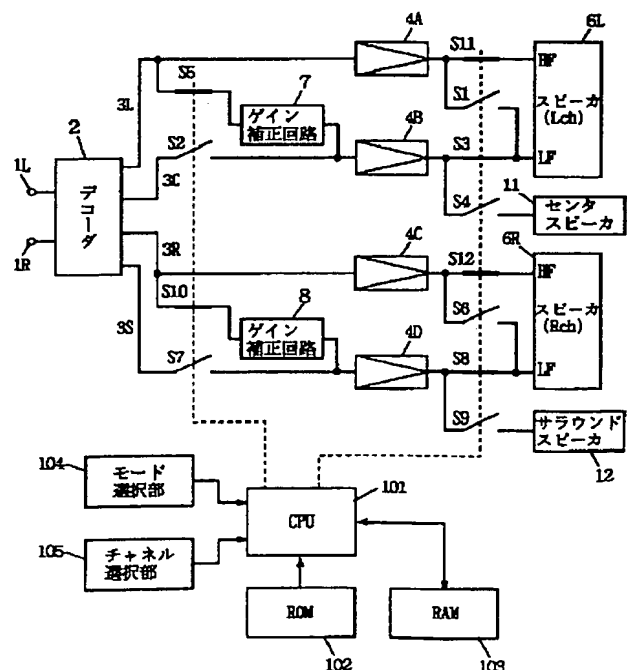 4A
6L
S11
HF
S5
7
スピーカ
(Lch)
3L
ゲイン
補正回路
S1
4B
2
S2
S3
LF
1L
3C
S4
11
デコーダ
センタ
スピーカ
4C
6R
1R
3R
S12
HF
S10
8
S6
スピーカ
(Rch)
3S
ゲイン
補正回路
4D
S7
S8
LF
S9
サラウンド
スピーカ
12
104
モード
選択部
101
CPU
105
チャネル
選択部
ROM
RAM
102
103